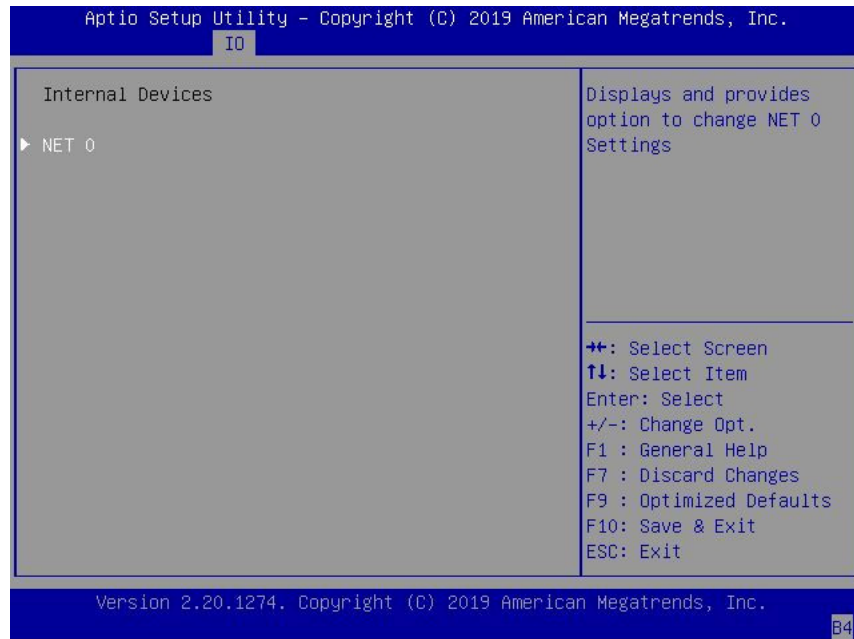 Aptio Setup Utility – Copyright (C) 2019 American Megatrends, Inc.
IO
Internal Devices
▶ NET 0
Displays and provides
option to change NET 0
Settings
→←: Select Screen
↑↓: Select Item
Enter: Select
+/-: Change Opt.
F1 : General Help
F7 : Discard Changes
F9 : Optimized Defaults
F10: Save & Exit
ESC: Exit
Version 2.20.1274. Copyright (C) 2019 American Megatrends, Inc.
B4